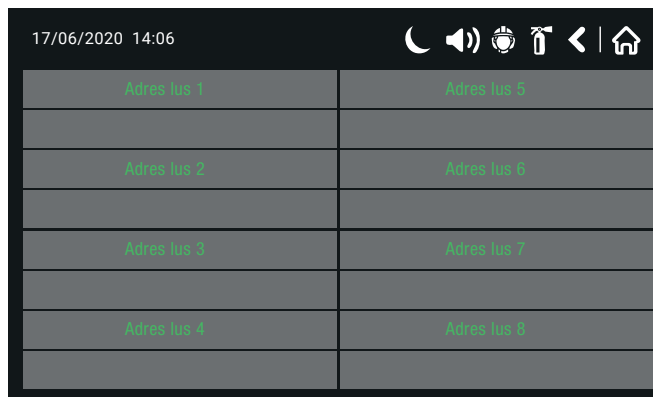 17/06/2020 14:06
Adres lus 1
Adres lus 5
Adres lus 2
Adres lus 6
Adres lus 3
Adres lus 7
Adres lus 4
Adres lus 8